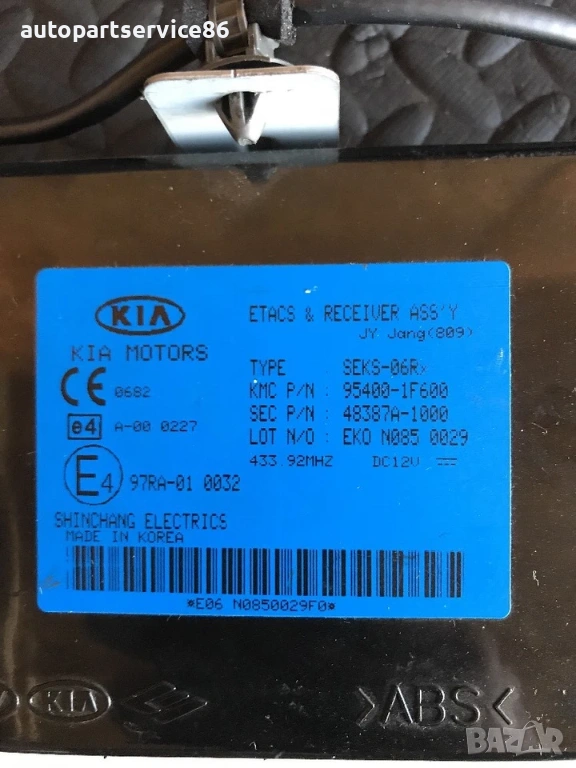 autopartservice86
KIA
KIA MOTORS
ETACS & RECEIVER ASS'Y
JY Jang(809)
CE 0682
e4 A-00 0227
E4 97RA-01 0032
TYPE : SEKS-06Rx
KMC P/N : 95400-1F600
SEC P/N : 48387A-1000
LOT N/O : EKO N085 0029
433.92MHZ DC12V
SHINCHANG ELECTRICS
MADE IN KOREA
*E06 N0850029F0*
KIA
>ABS<
BAZAR